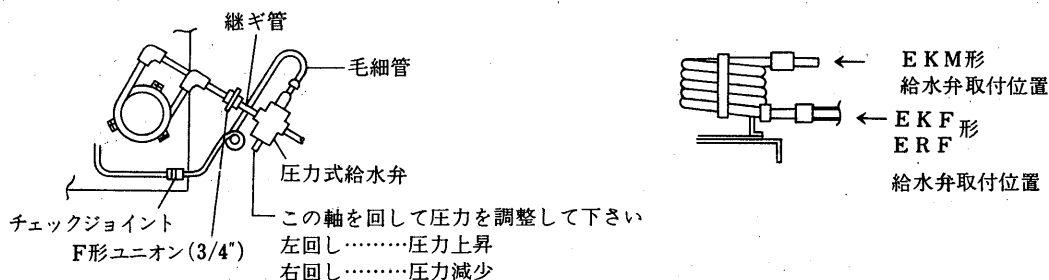 継ギ管
毛細管
圧力式給水弁
チェックジョイント
F形ユニオン(3/4")
この軸を回して圧力を調整して下さい
左回し………圧力上昇
右回し………圧力減少
EKM形
給水弁取付位置
EKF形
ERF
給水弁取付位置